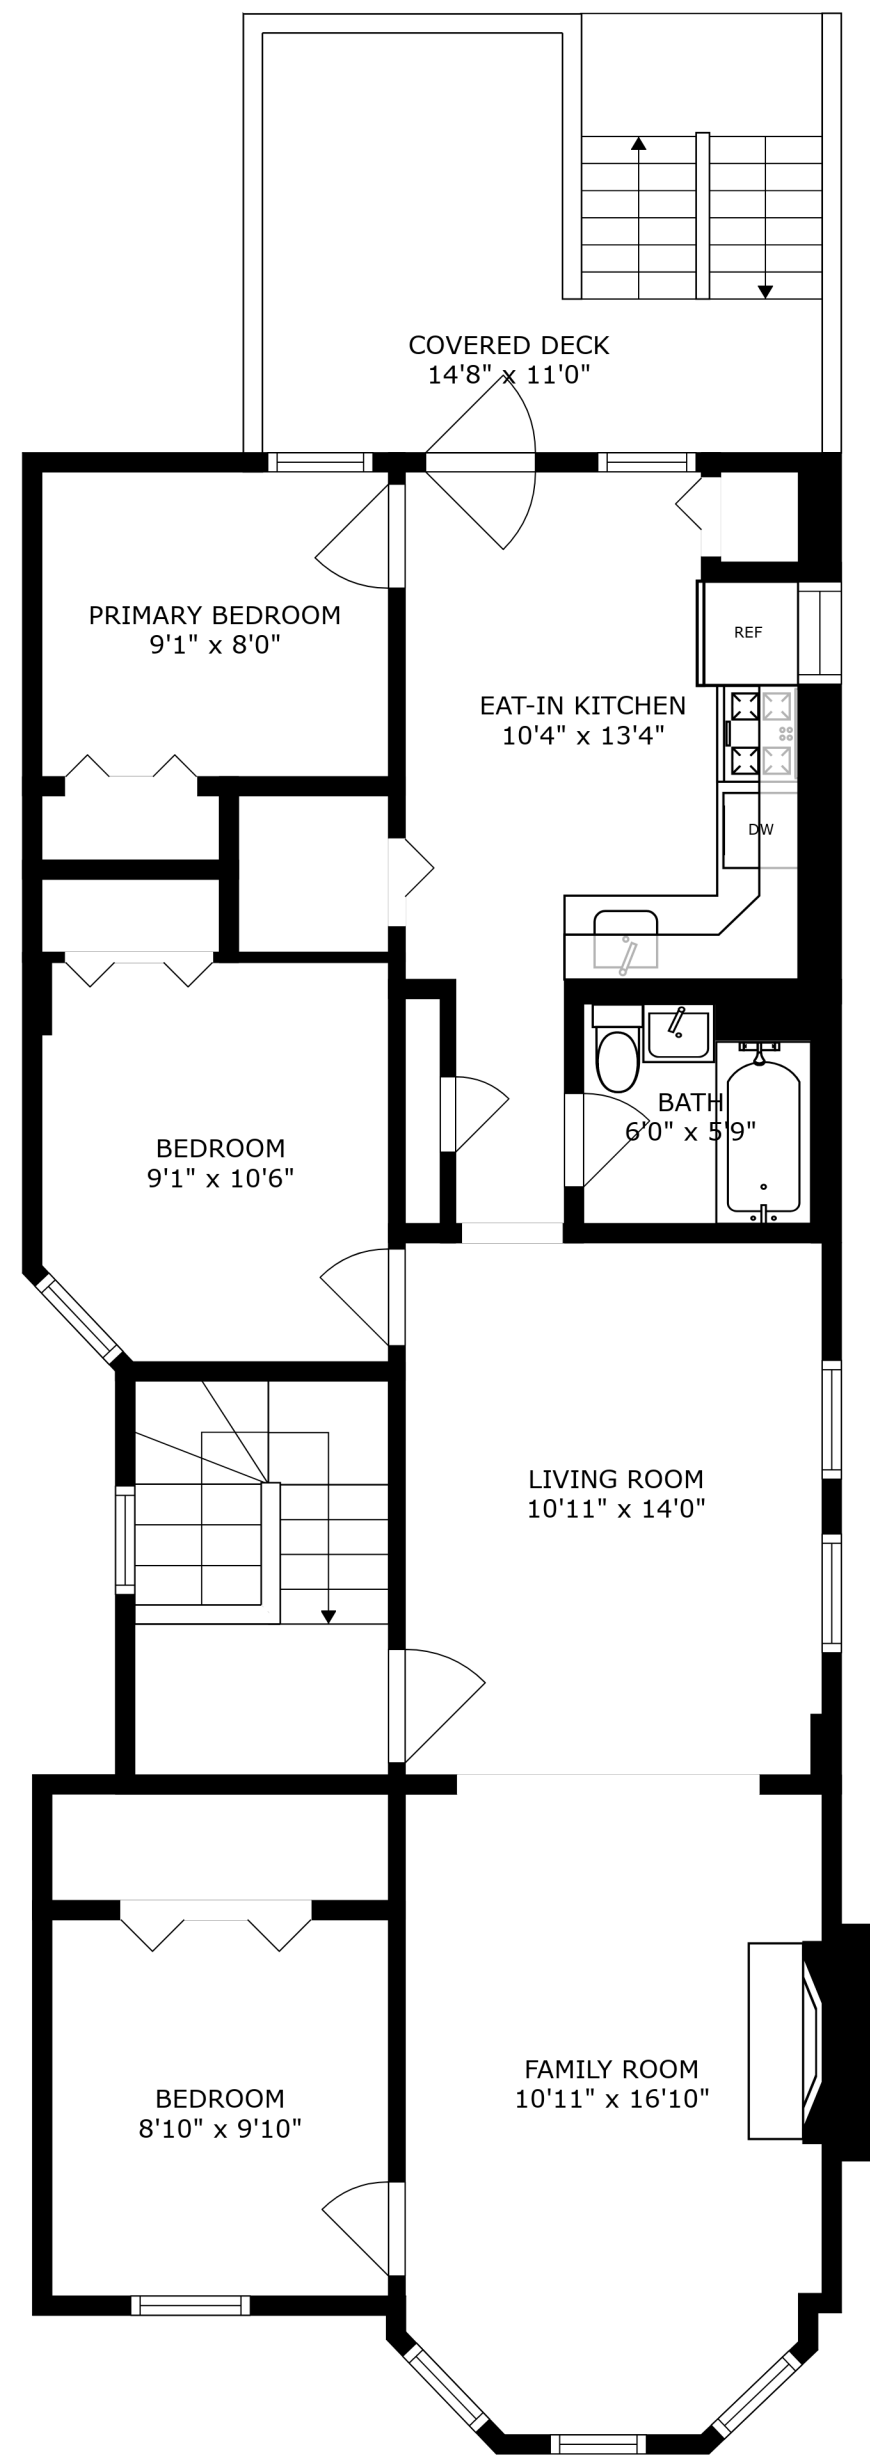 COVERED DECK
14'8" x 11'0"
PRIMARY BEDROOM
9'1" x 8'0"
REF
EAT-IN KITCHEN
10'4" x 13'4"
DW
BATH
6'0" x 5'9"
BEDROOM
9'1" x 10'6"
LIVING ROOM
10'11" x 14'0"
FAMILY ROOM
10'11" x 16'10"
BEDROOM
8'10" x 9'10"